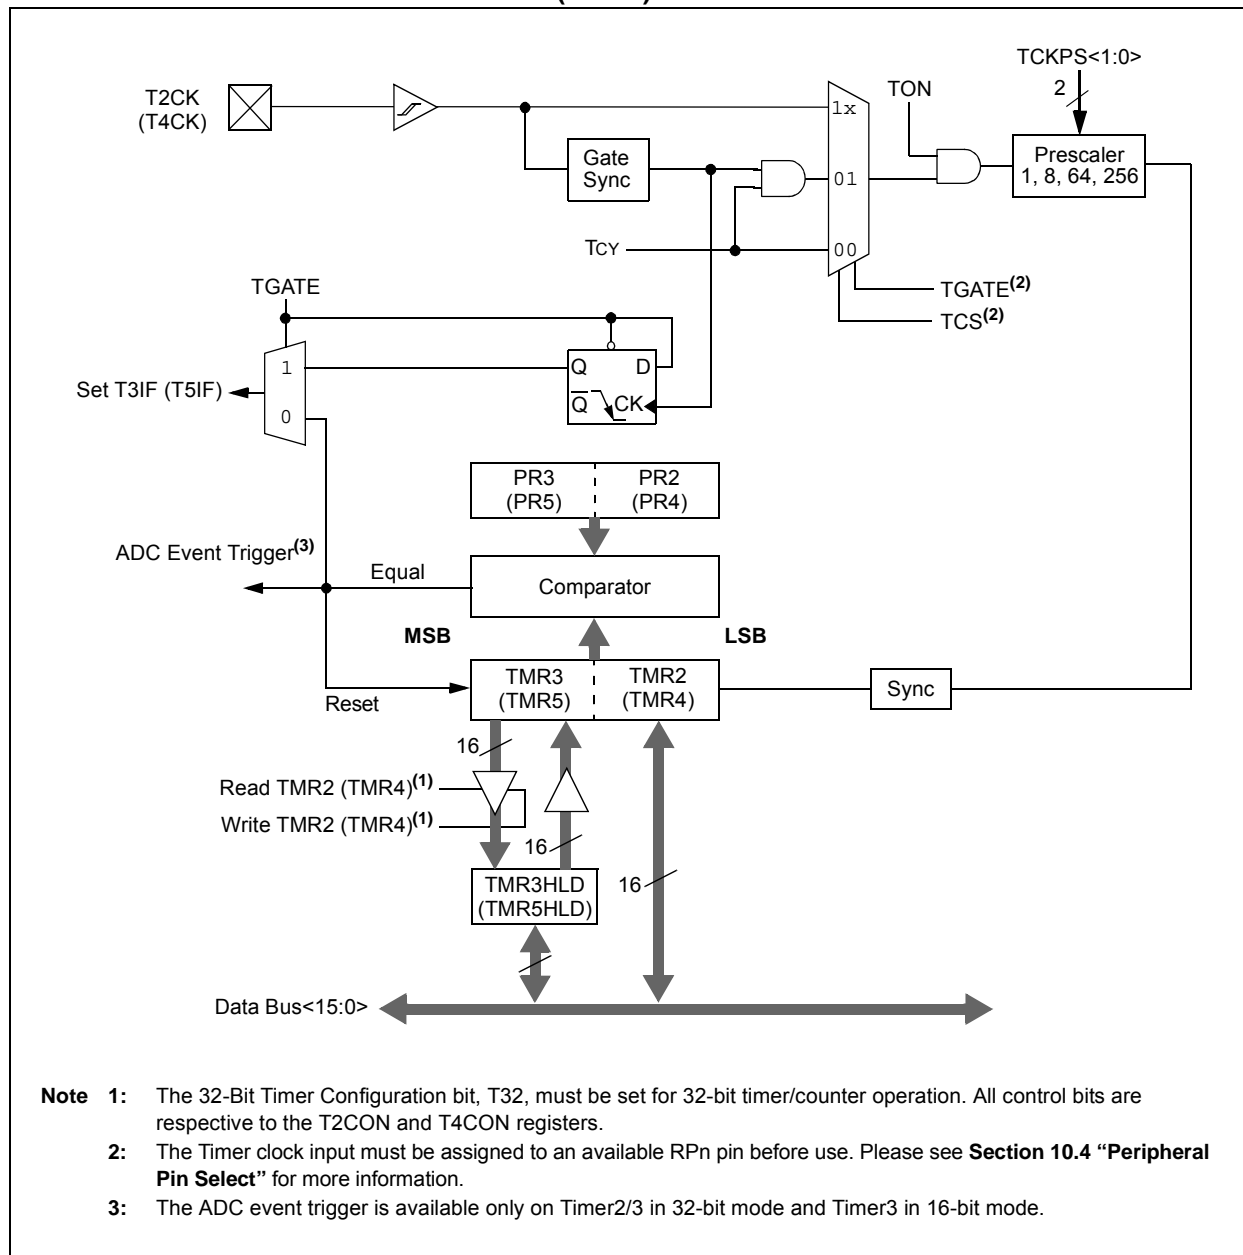 TCKPS<1:0>
2
TON
T2CK
(T4CK)
1x
Gate
Sync
Prescaler
1, 8, 64, 256
01
TCY
00
TGATE(2)
TCS(2)
TGATE
1
Q
D
Set T3IF (T5IF)
Q
CK
0
PR3
(PR5)
PR2
(PR4)
ADC Event Trigger(3)
Equal
Comparator
MSB
LSB
TMR3
(TMR5)
TMR2
(TMR4)
Sync
Reset
16
Read TMR2 (TMR4)(1)
Write TMR2 (TMR4)(1)
16
TMR3HLD
(TMR5HLD)
16
Data Bus<15:0>
Note 1: The 32-Bit Timer Configuration bit, T32, must be set for 32-bit timer/counter operation. All control bits are
respective to the T2CON and T4CON registers.
2: The Timer clock input must be assigned to an available RPn pin before use. Please see Section 10.4 “Peripheral
Pin Select” for more information.
3: The ADC event trigger is available only on Timer2/3 in 32-bit mode and Timer3 in 16-bit mode.